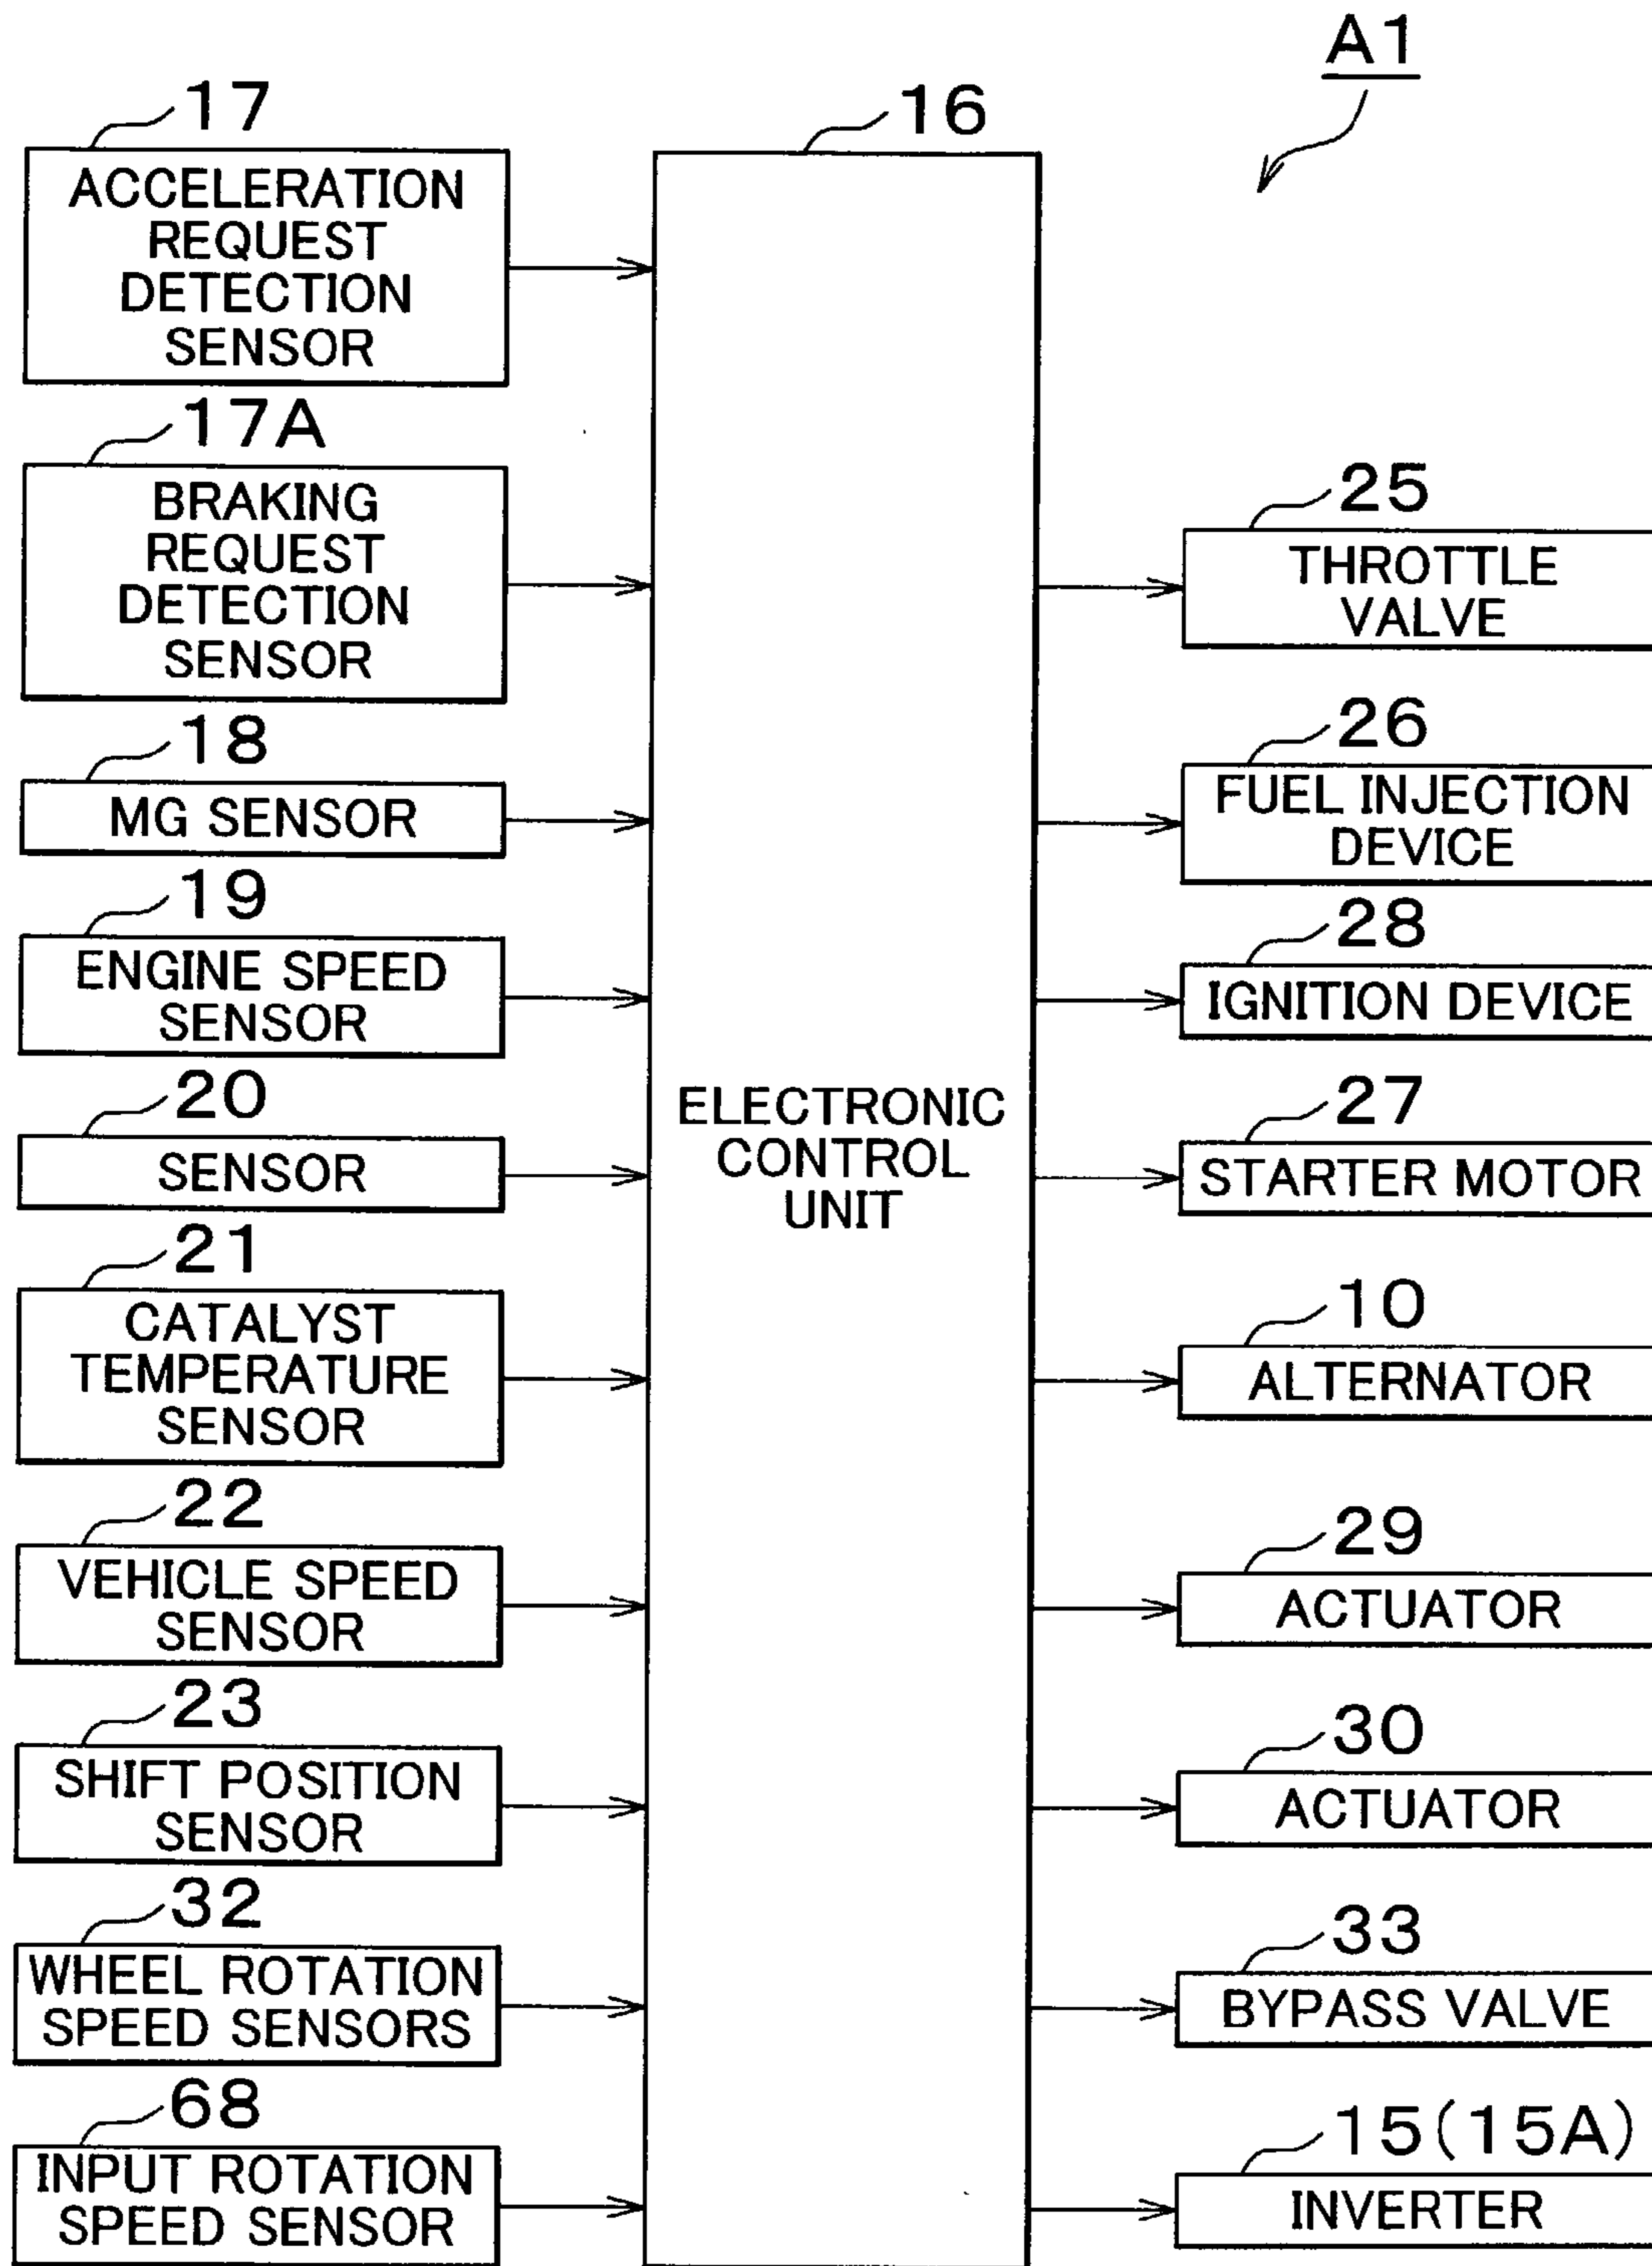 A1
17
ACCELERATION
REQUEST
DETECTION
SENSOR
17A
BRAKING
REQUEST
DETECTION
SENSOR
18
MG SENSOR
19
ENGINE SPEED
SENSOR
20
SENSOR
21
CATALYST
TEMPERATURE
SENSOR
22
VEHICLE SPEED
SENSOR
23
SHIFT POSITION
SENSOR
32
WHEEL ROTATION
SPEED SENSORS
68
INPUT ROTATION
SPEED SENSOR
16
ELECTRONIC
CONTROL
UNIT
25
THROTTLE
VALVE
26
FUEL INJECTION
DEVICE
28
IGNITION DEVICE
27
STARTER MOTOR
10
ALTERNATOR
29
ACTUATOR
30
ACTUATOR
33
BYPASS VALVE
15(15A)
INVERTER